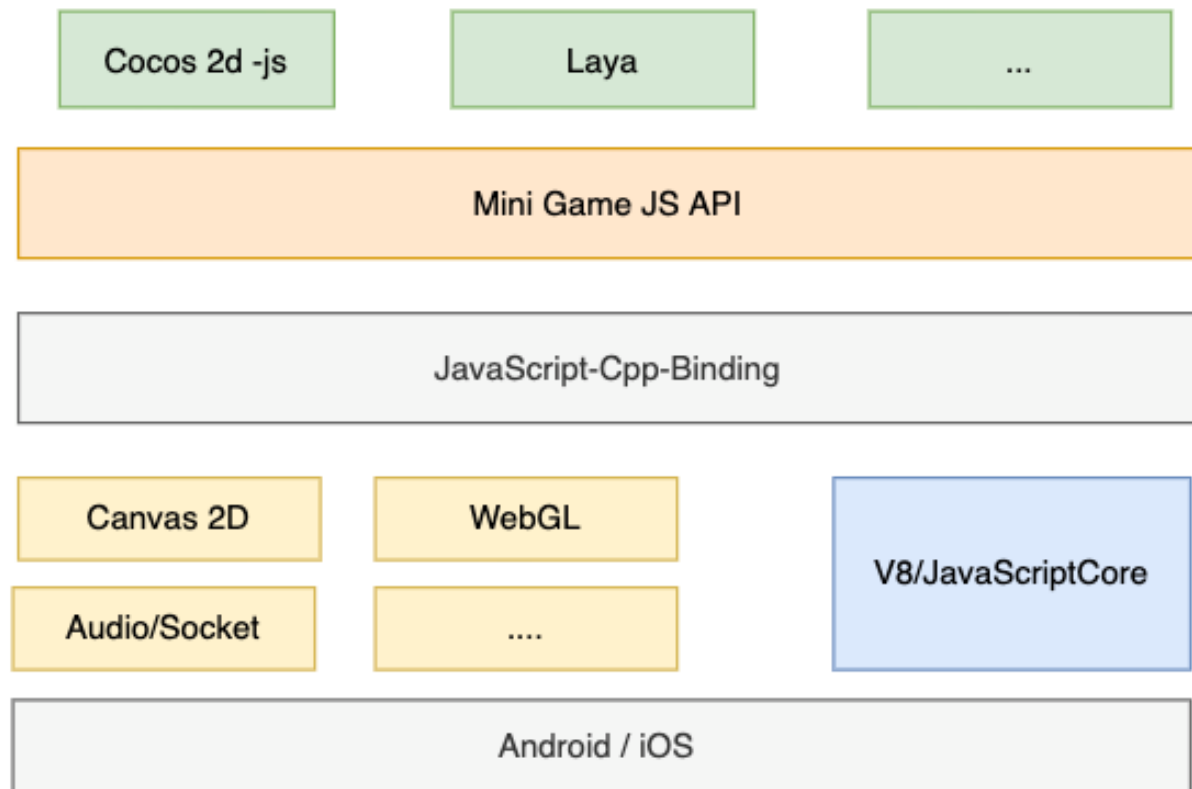 Cocos 2d -js
Laya
...
Mini Game JS API
JavaScript-Cpp-Binding
Canvas 2D
WebGL
V8/JavaScriptCore
Audio/Socket
....
Android / iOS